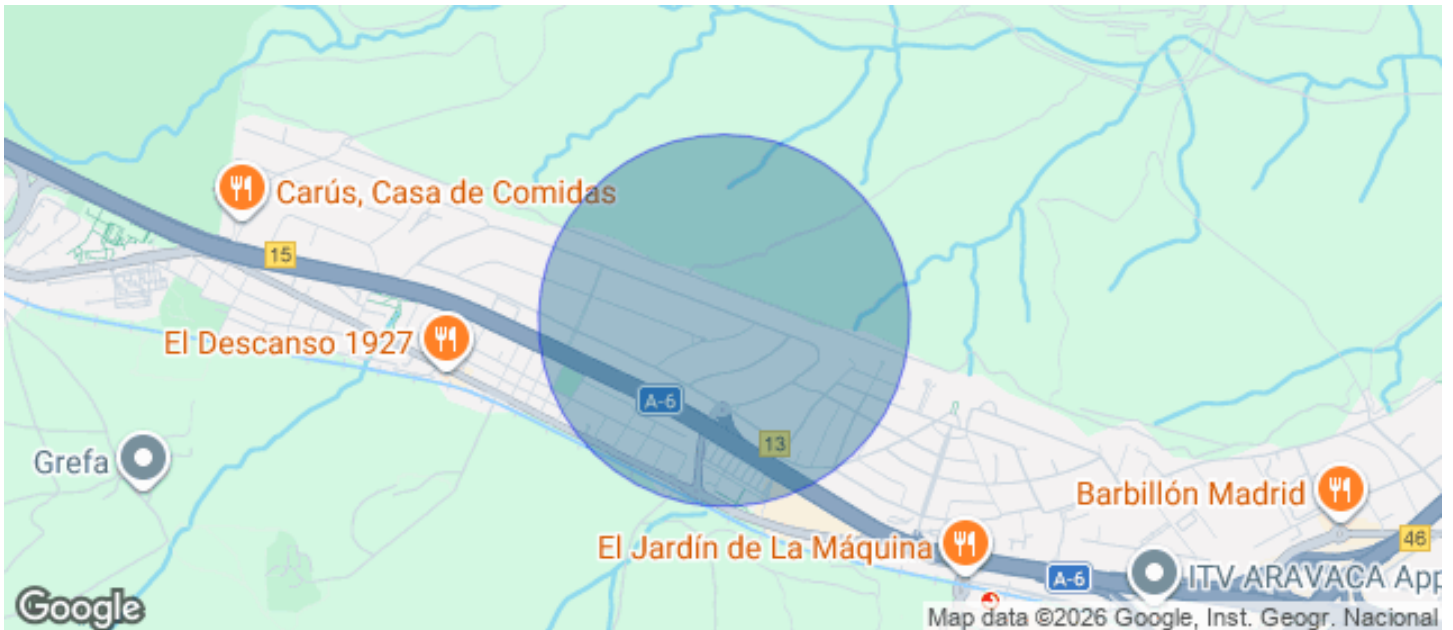 Carús, Casa de Comidas
15
El Descanso 1927
A-6
13
Grefa
Barbillón Madrid
El Jardín de La Máquina
46
A-6
ITV ARAVACA App
Google
Map data ©2026 Google, Inst. Geogr. Nacional